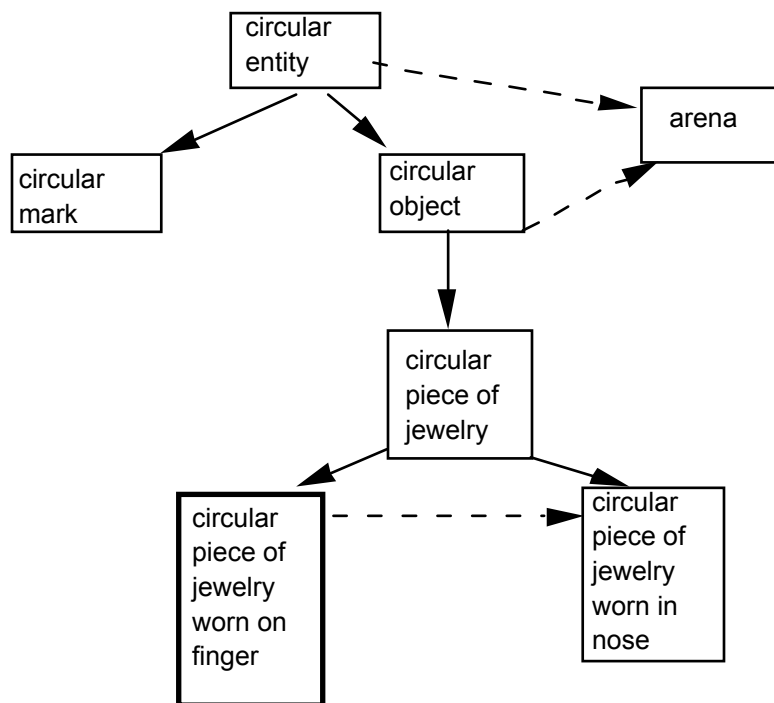 circular
entity
arena
circular
mark
circular
object
circular
piece of
jewelry
circular
piece of
jewelry
worn on
finger
circular
piece of
jewelry
worn in
nose